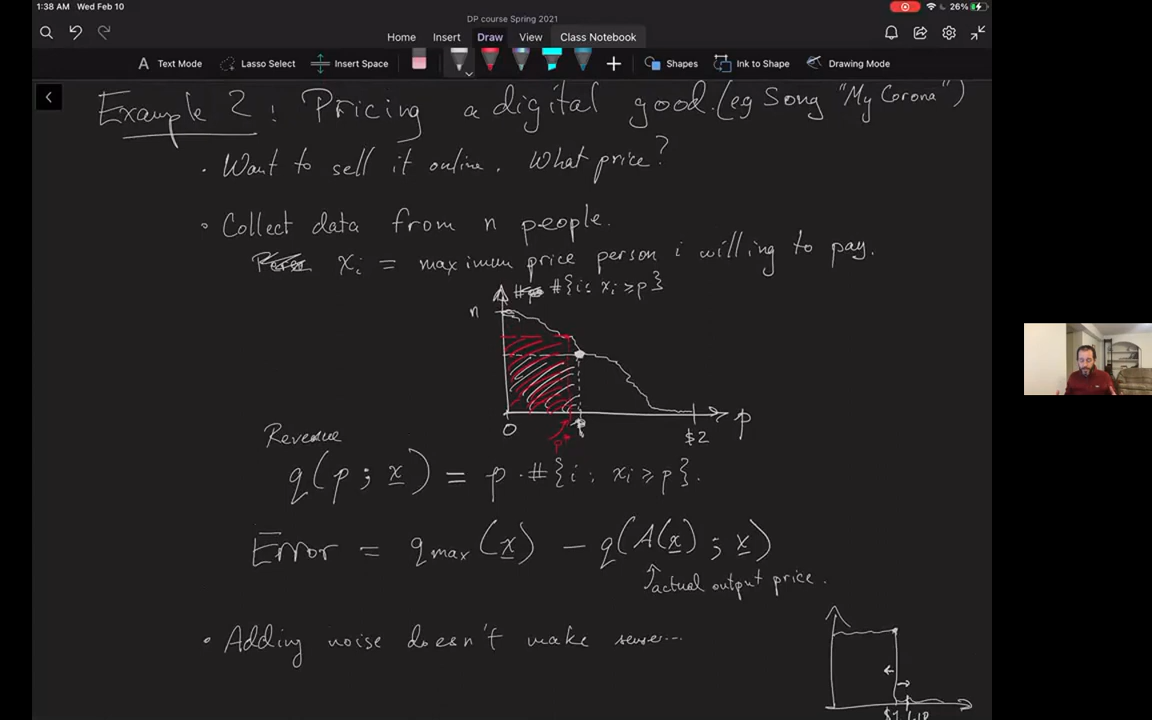 1:38 AM Wed Feb 10
26%
DP course Spring 2021
Home Insert Draw View Class Notebook
Text Mode Lasso Select Insert Space Shapes Ink to Shape Drawing Mode
Example 2: Pricing a digital good. (eg Song "My Corona")
• Want to sell it online. What price?
• Collect data from n people.
xi = maximum price person i willing to pay.
#{i: xi ≥ p}
n
0 p* p $2 p
Revenue
q(p; x) = p · #{i: xi ≥ p}.
Error = qmax(x) − q(A(x); x)
↑ actual output price.
• Adding noise doesn't make sense...
$1